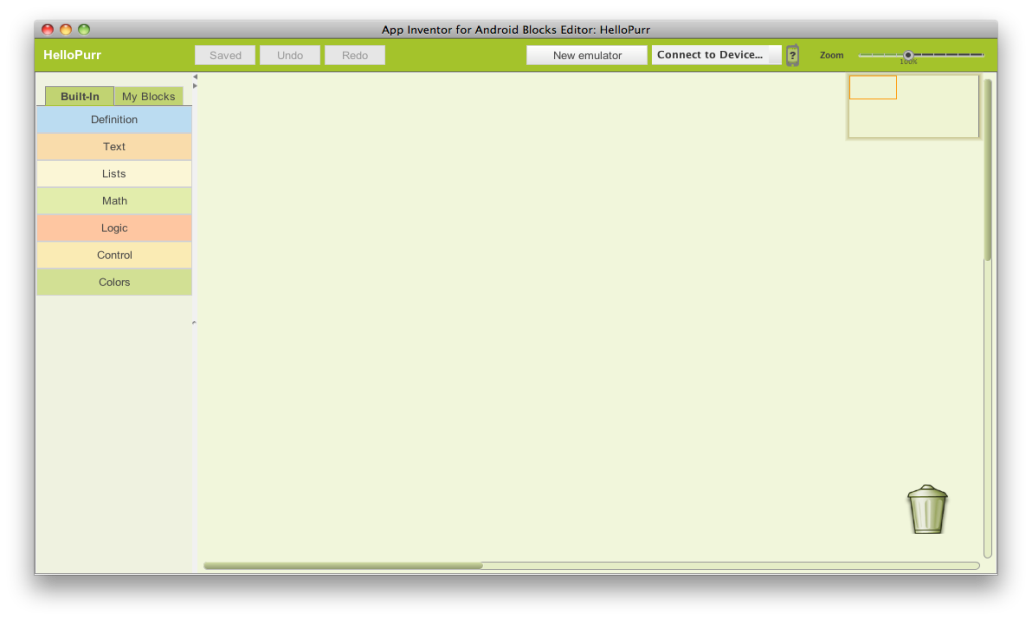 App Inventor for Android Blocks Editor: HelloPurr
HelloPurr Saved Undo Redo New emulator Connect to Device... ? Zoom
100%
Built-In My Blocks
Definition
Text
Lists
Math
Logic
Control
Colors